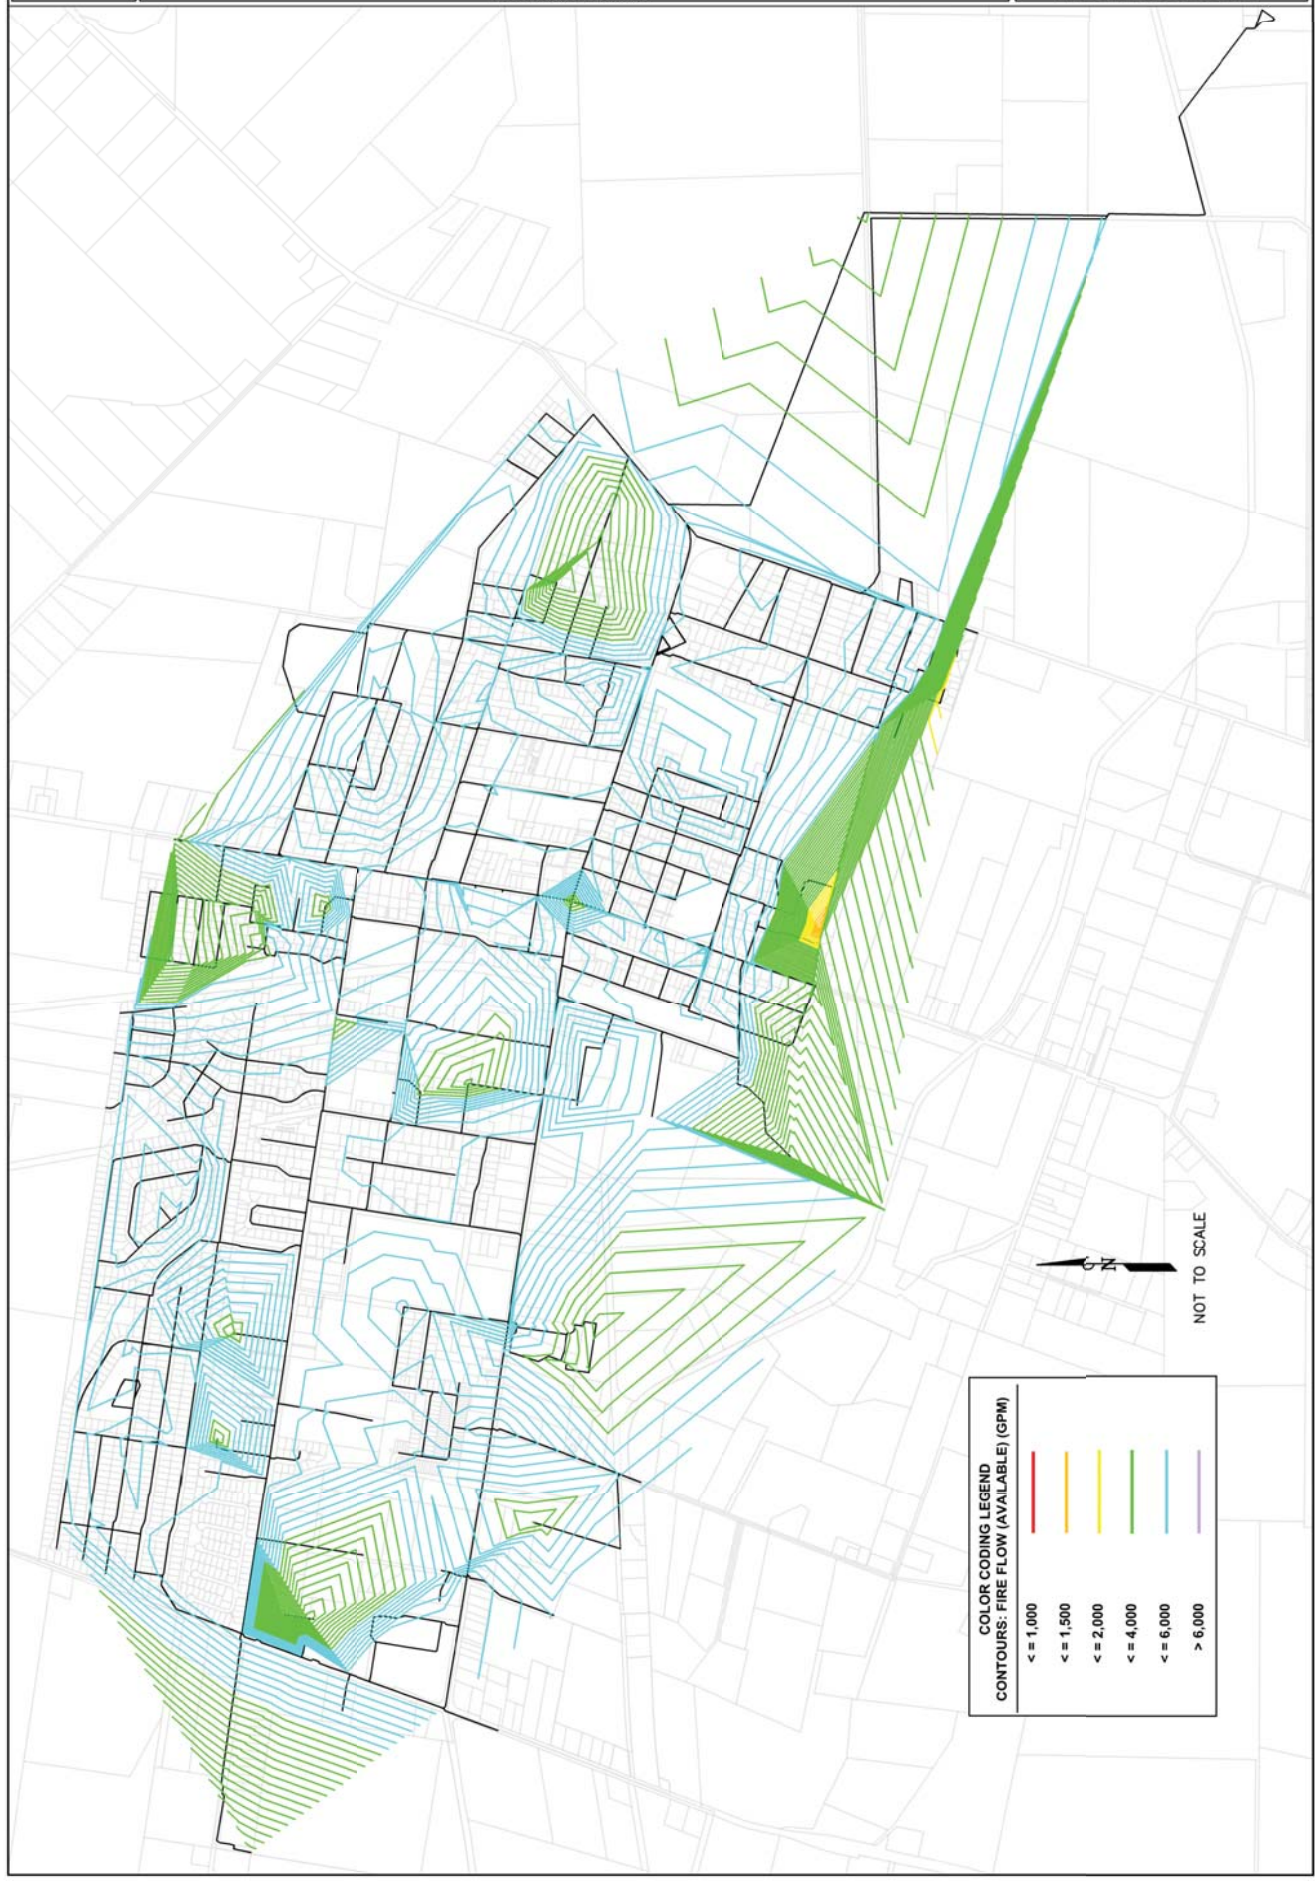 N
NOT TO SCALE
COLOR CODING LEGEND
CONTOURS: FIRE FLOW (AVAILABLE) (GPM)
< = 1,000
< = 1,500
< = 2,000
< = 4,000
< = 6,000
> 6,000